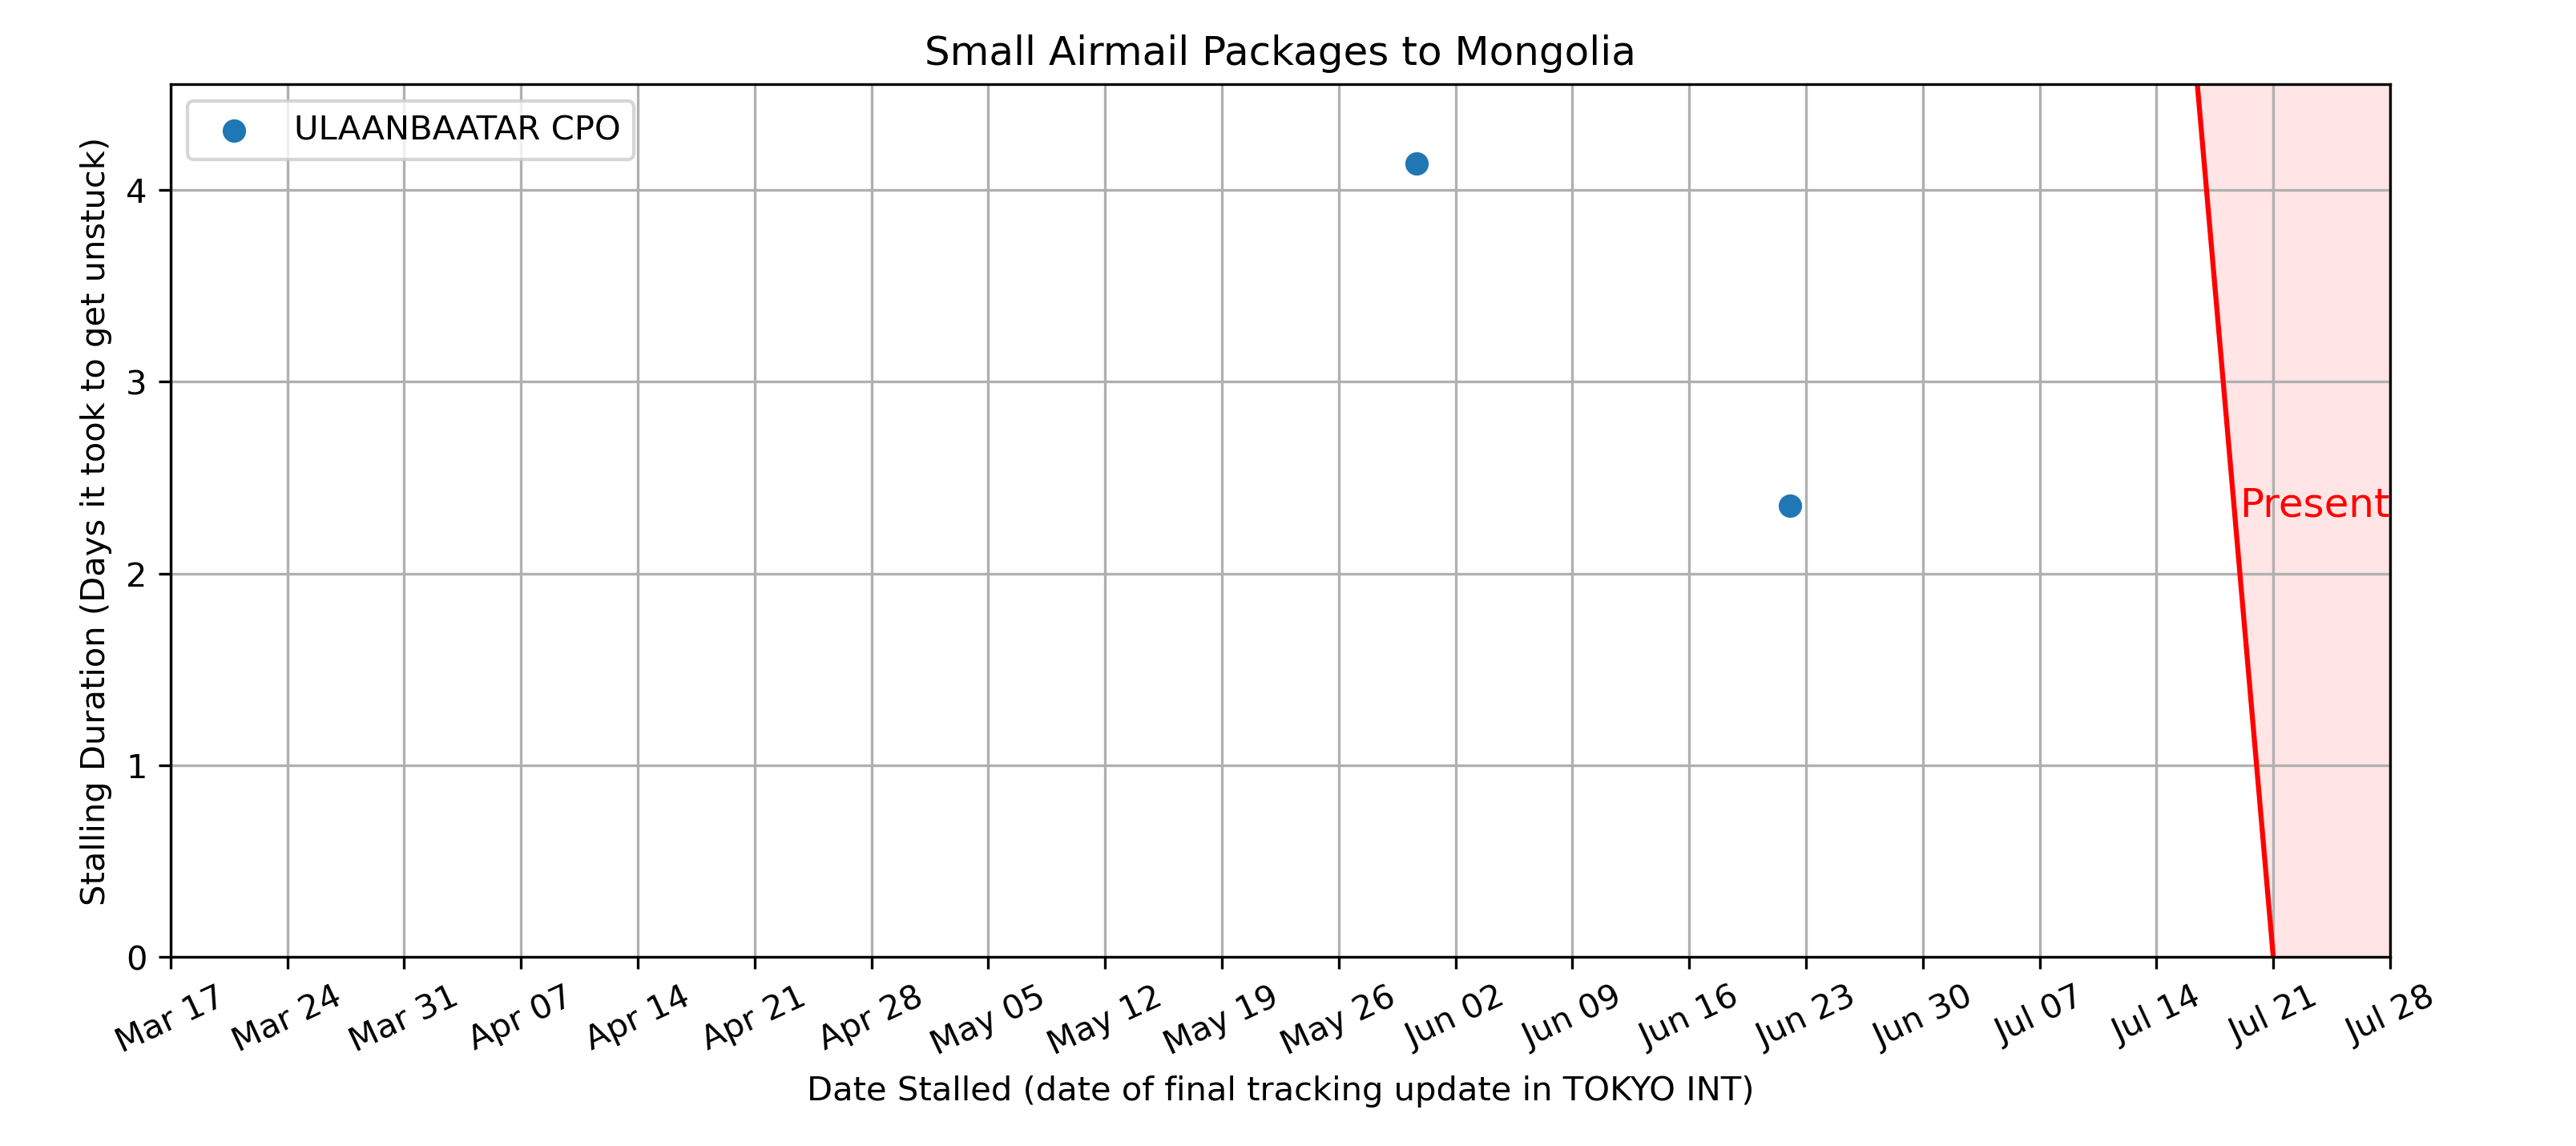 Small Airmail Packages to Mongolia
ULAANBAATAR CPO
Stalling Duration (Days it took to get unstuck)
4
3
2
1
0
Present
Mar 17
Mar 24
Mar 31
Apr 07
Apr 14
Apr 21
Apr 28
May 05
May 12
May 19
May 26
Jun 02
Jun 09
Jun 16
Jun 23
Jun 30
Jul 07
Jul 14
Jul 21
Jul 28
Date Stalled (date of final tracking update in TOKYO INT)